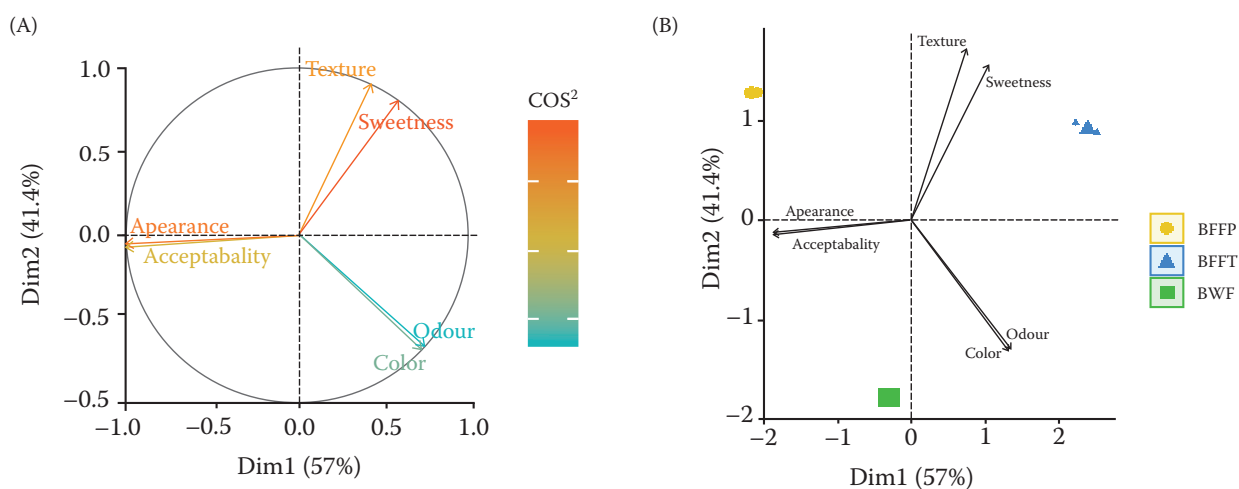 (A)
1.0
0.5
0.0
−0.5
−0.5
Dim2 (41.4%)
Texture
Sweetness
Apearance
Acceptabality
Odour
Color
−1.0
−0.5
0.0
0.5
1.0
Dim1 (57%)
COS²
(B)
1
0
−1
−2
Dim2 (41.4%)
Texture
Sweetness
Apearance
Acceptabality
Odour
Color
−2
−1
0
1
2
Dim1 (57%)
BFFP
BFFT
BWF